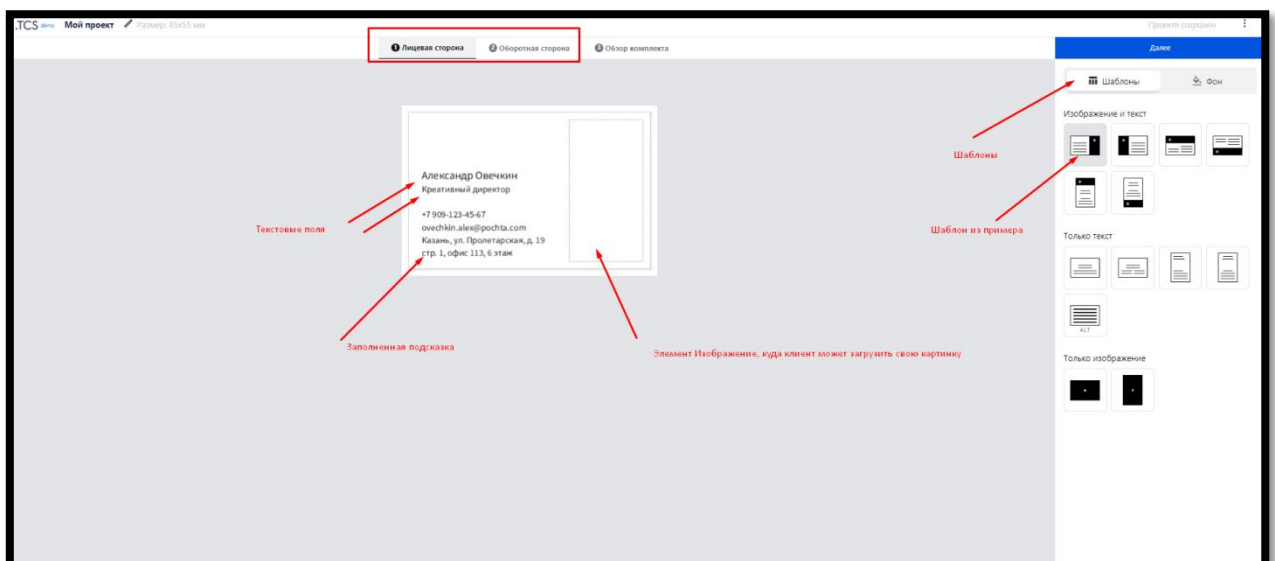 .TCS demo Мой проект Размер: 85x55 мм Проект сохранен
1 Лицевая сторона 2 Оборотная сторона 3 Обзор комплекта Далее
Шаблоны Фон
Изображение и текст
Шаблоны
Александр Овечкин
Креативный директор
+7 909-123-45-67
ovechkin.alex@pochta.com
Казань, ул. Пролетарская, д. 19
стр. 1, офис 113, 6 этаж
Текстовые поля
Шаблон из примера
Только текст
ALT
Заполненная подсказка
Элемент Изображение, куда клиент может загрузить свою картинку
Только изображение